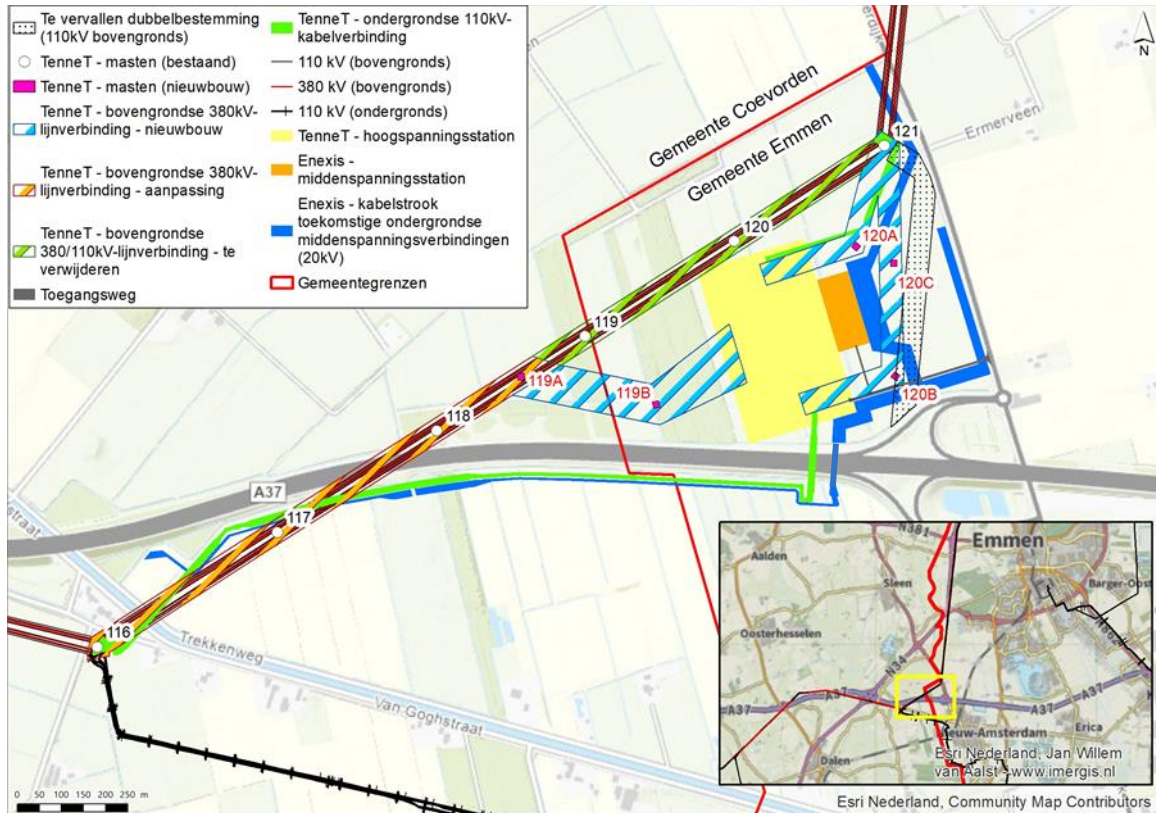 Te vervallen dubbelbestemming
(110kV bovengronds)
TenneT - masten (bestaand)
TenneT - masten (nieuwbouw)
TenneT - bovengrondse 380kV-
lijnverbinding - nieuwbouw
TenneT - bovengrondse 380kV-
lijnverbinding - aanpassing
TenneT - bovengrondse
380/110kV-lijnverbinding - te
verwijderen
Toegangsweg
TenneT - ondergrondse 110kV-
kabelverbinding
110 kV (bovengronds)
380 kV (bovengronds)
110 kV (ondergronds)
TenneT - hoogspanningsstation
Enexis -
middenspanningsstation
Enexis - kabelstrook
toekomstige ondergrondse
middenspanningsverbindingen
(20kV)
Gemeentegrenzen
N
Gemeente Coevorden
Gemeente Emmen
Ermerveen
121
120
120A
120C
119
119A
119B
120B
118
A37
117
116
Trekkenweg
Van Goghstraat
N381
Emmen
Aalden
Sleen
Barger-Oost
Oosterhesselen
N862
N34
A37
A37
A37
Erica
Dalen
Esri Nederland, Jan Willem
van Aalst - www.imergis.nl
0 50 100 150 200 250 m
Esri Nederland, Community Map Contributors